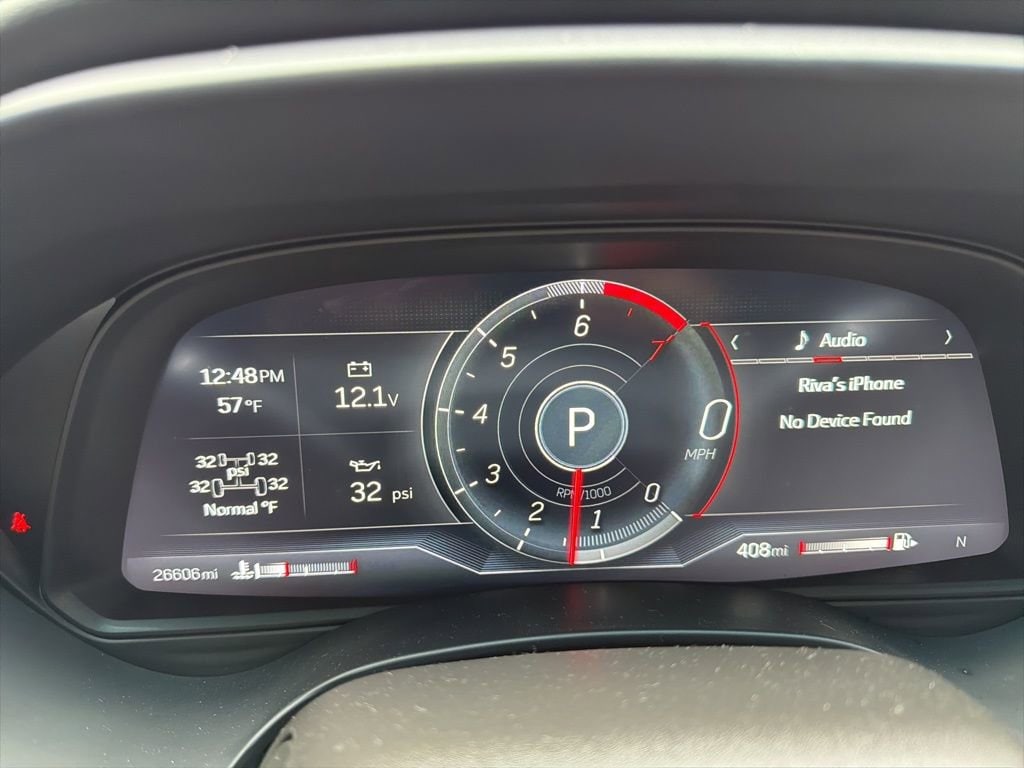 12:48PM
57°F
12.1V
32 32
psi
32 32
Normal °F
32 psi
26606mi
6
5
7
4
3
2
1
0
P
RPM/1000
0
MPH
Audio
Riva's iPhone
No Device Found
408mi
N